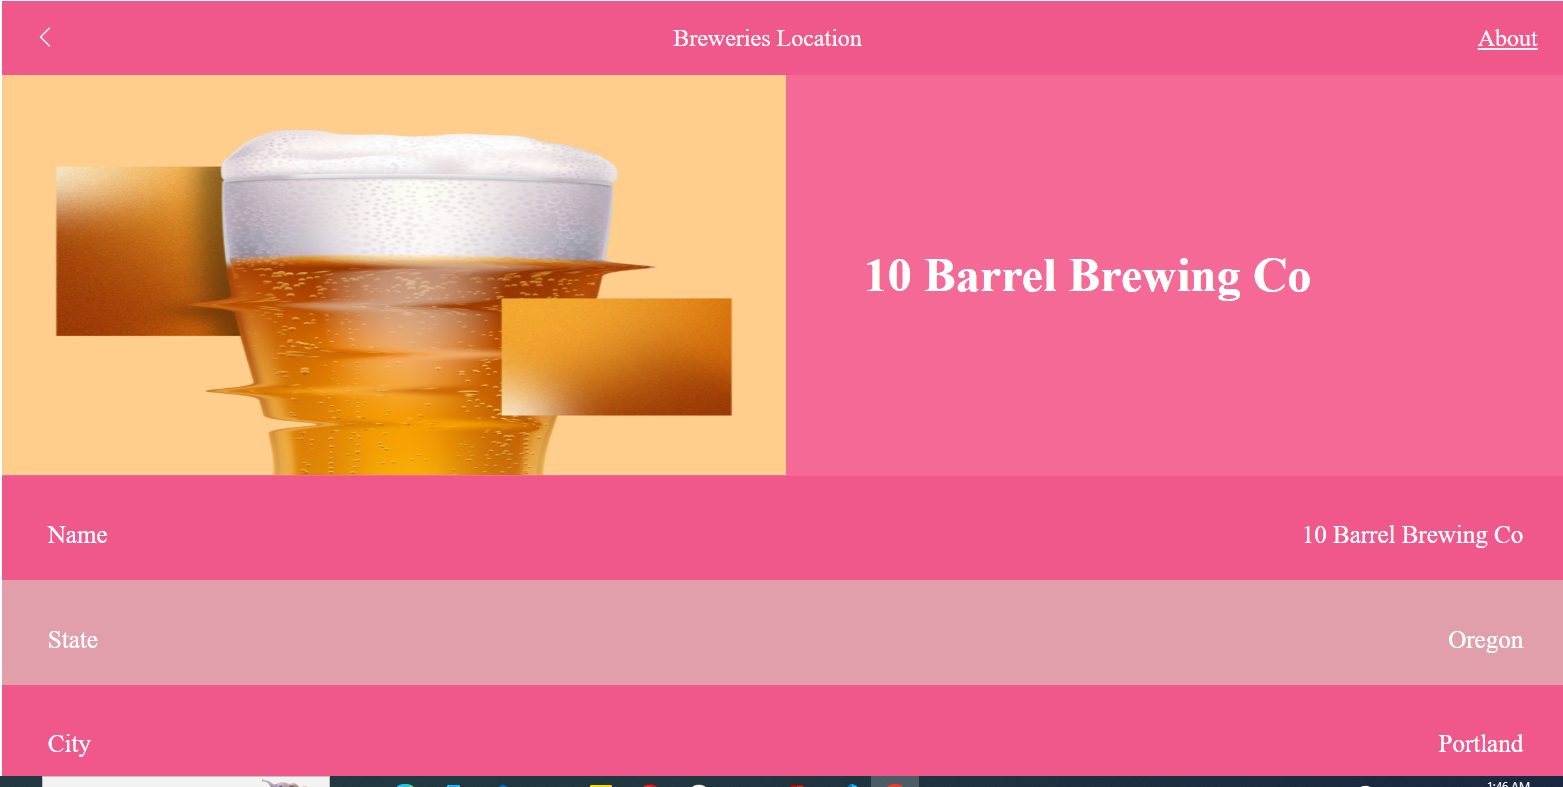 Breweries Location
About
10 Barrel Brewing Co
Name
10 Barrel Brewing Co
State
Oregon
City
Portland
1:46 AM